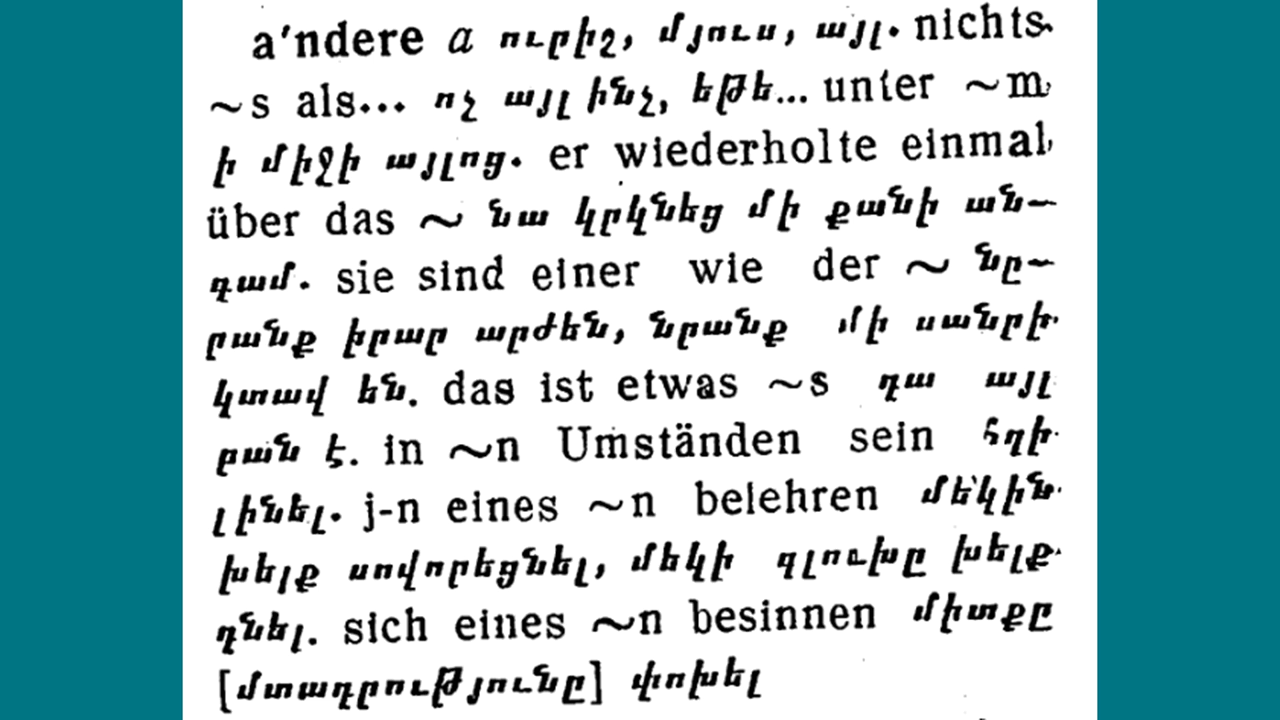 a′ndere a ուրիշ, մյուս, այլ. nichts
~s als... ոչ այլ ինչ, եթե... unter ~m
ի միջի այլոց. er wiederholte einmal
über das ~ նա կրկնեց մի քանի ան-
գամ. sie sind einer wie der ~ նը-
րանք իրար արժեն, նրանք մի սանրի
կտավ են. das ist etwas ~s դա այլ
բան է. in ~n Umständen sein հղի
լինել. j-n eines ~n belehren մեկին
խելք սովորեցնել, մեկի գլուխը խելք
դնել. sich eines ~n besinnen միտքը
[մտադրությունը] փոխել